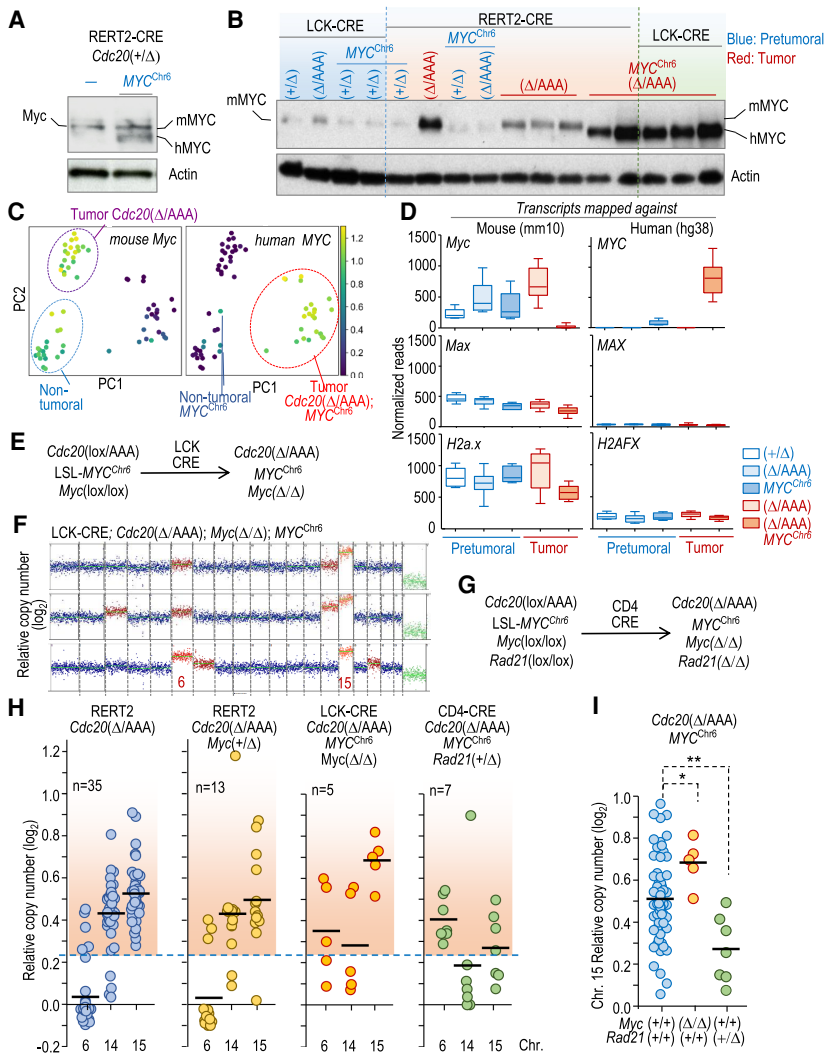 A
RERT2-CRE
Cdc20(+/Δ)
–
MYC^Chr6
Myc
mMYC
hMYC
Actin
B
LCK-CRE
RERT2-CRE
LCK-CRE
Blue: Pretumoral
Red: Tumor
MYC^Chr6
MYC^Chr6
MYC^Chr6
(Δ/AAA)
(+/Δ)
(Δ/AAA)
(+/Δ)
(+/Δ)
(+/Δ)
(Δ/AAA)
(+/Δ)
(Δ/AAA)
(Δ/AAA)
mMYC
mMYC
hMYC
Actin
C
Tumor Cdc20(Δ/AAA)
mouse Myc
human MYC
PC2
Non-
tumoral
PC1
Non-tumoral
MYC^Chr6
PC1
Tumor
Cdc20(Δ/AAA);
MYC^Chr6
1.2
1.0
0.8
0.6
0.4
0.2
0.0
D
Transcripts mapped against
Mouse (mm10)
Human (hg38)
Normalized reads
1500
1000
500
0
Myc
MYC
1500
1000
500
0
Max
MAX
1500
1000
500
0
H2a.x
H2AFX
Pretumoral
Tumor
Pretumoral
Tumor
(+/Δ)
(Δ/AAA)
MYC^Chr6
(Δ/AAA)
(Δ/AAA)
MYC^Chr6
E
Cdc20(lox/AAA)
LSL-MYC^Chr6
Myc(lox/lox)
LCK
CRE
Cdc20(Δ/AAA)
MYC^Chr6
Myc(Δ/Δ)
F
LCK-CRE; Cdc20(Δ/AAA); Myc(Δ/Δ); MYC^Chr6
Relative copy number
(log2)
6
15
G
Cdc20(lox/AAA)
LSL-MYC^Chr6
Myc(lox/lox)
Rad21(lox/lox)
CD4
CRE
Cdc20(Δ/AAA)
MYC^Chr6
Myc(Δ/Δ)
Rad21(Δ/Δ)
H
RERT2
Cdc20(Δ/AAA)
RERT2
Cdc20(Δ/AAA)
Myc(+/Δ)
LCK-CRE
Cdc20(Δ/AAA)
MYC^Chr6
Myc(Δ/Δ)
CD4-CRE
Cdc20(Δ/AAA)
MYC^Chr6
Rad21(+/Δ)
n=35
n=13
n=5
n=7
Relative copy number (log2)
1.2
1.0
0.8
0.6
0.4
0.2
0.0
-0.2
6 14 15
6 14 15
6 14 15
6 14 15
Chr.
I
Cdc20(Δ/AAA)
MYC^Chr6
**
*
Chr. 15 Relative copy number (log2)
1.0
0.8
0.6
0.4
0.2
0.0
Myc (+/+) (Δ/Δ) (+/+)
Rad21 (+/+) (+/+) (+/Δ)